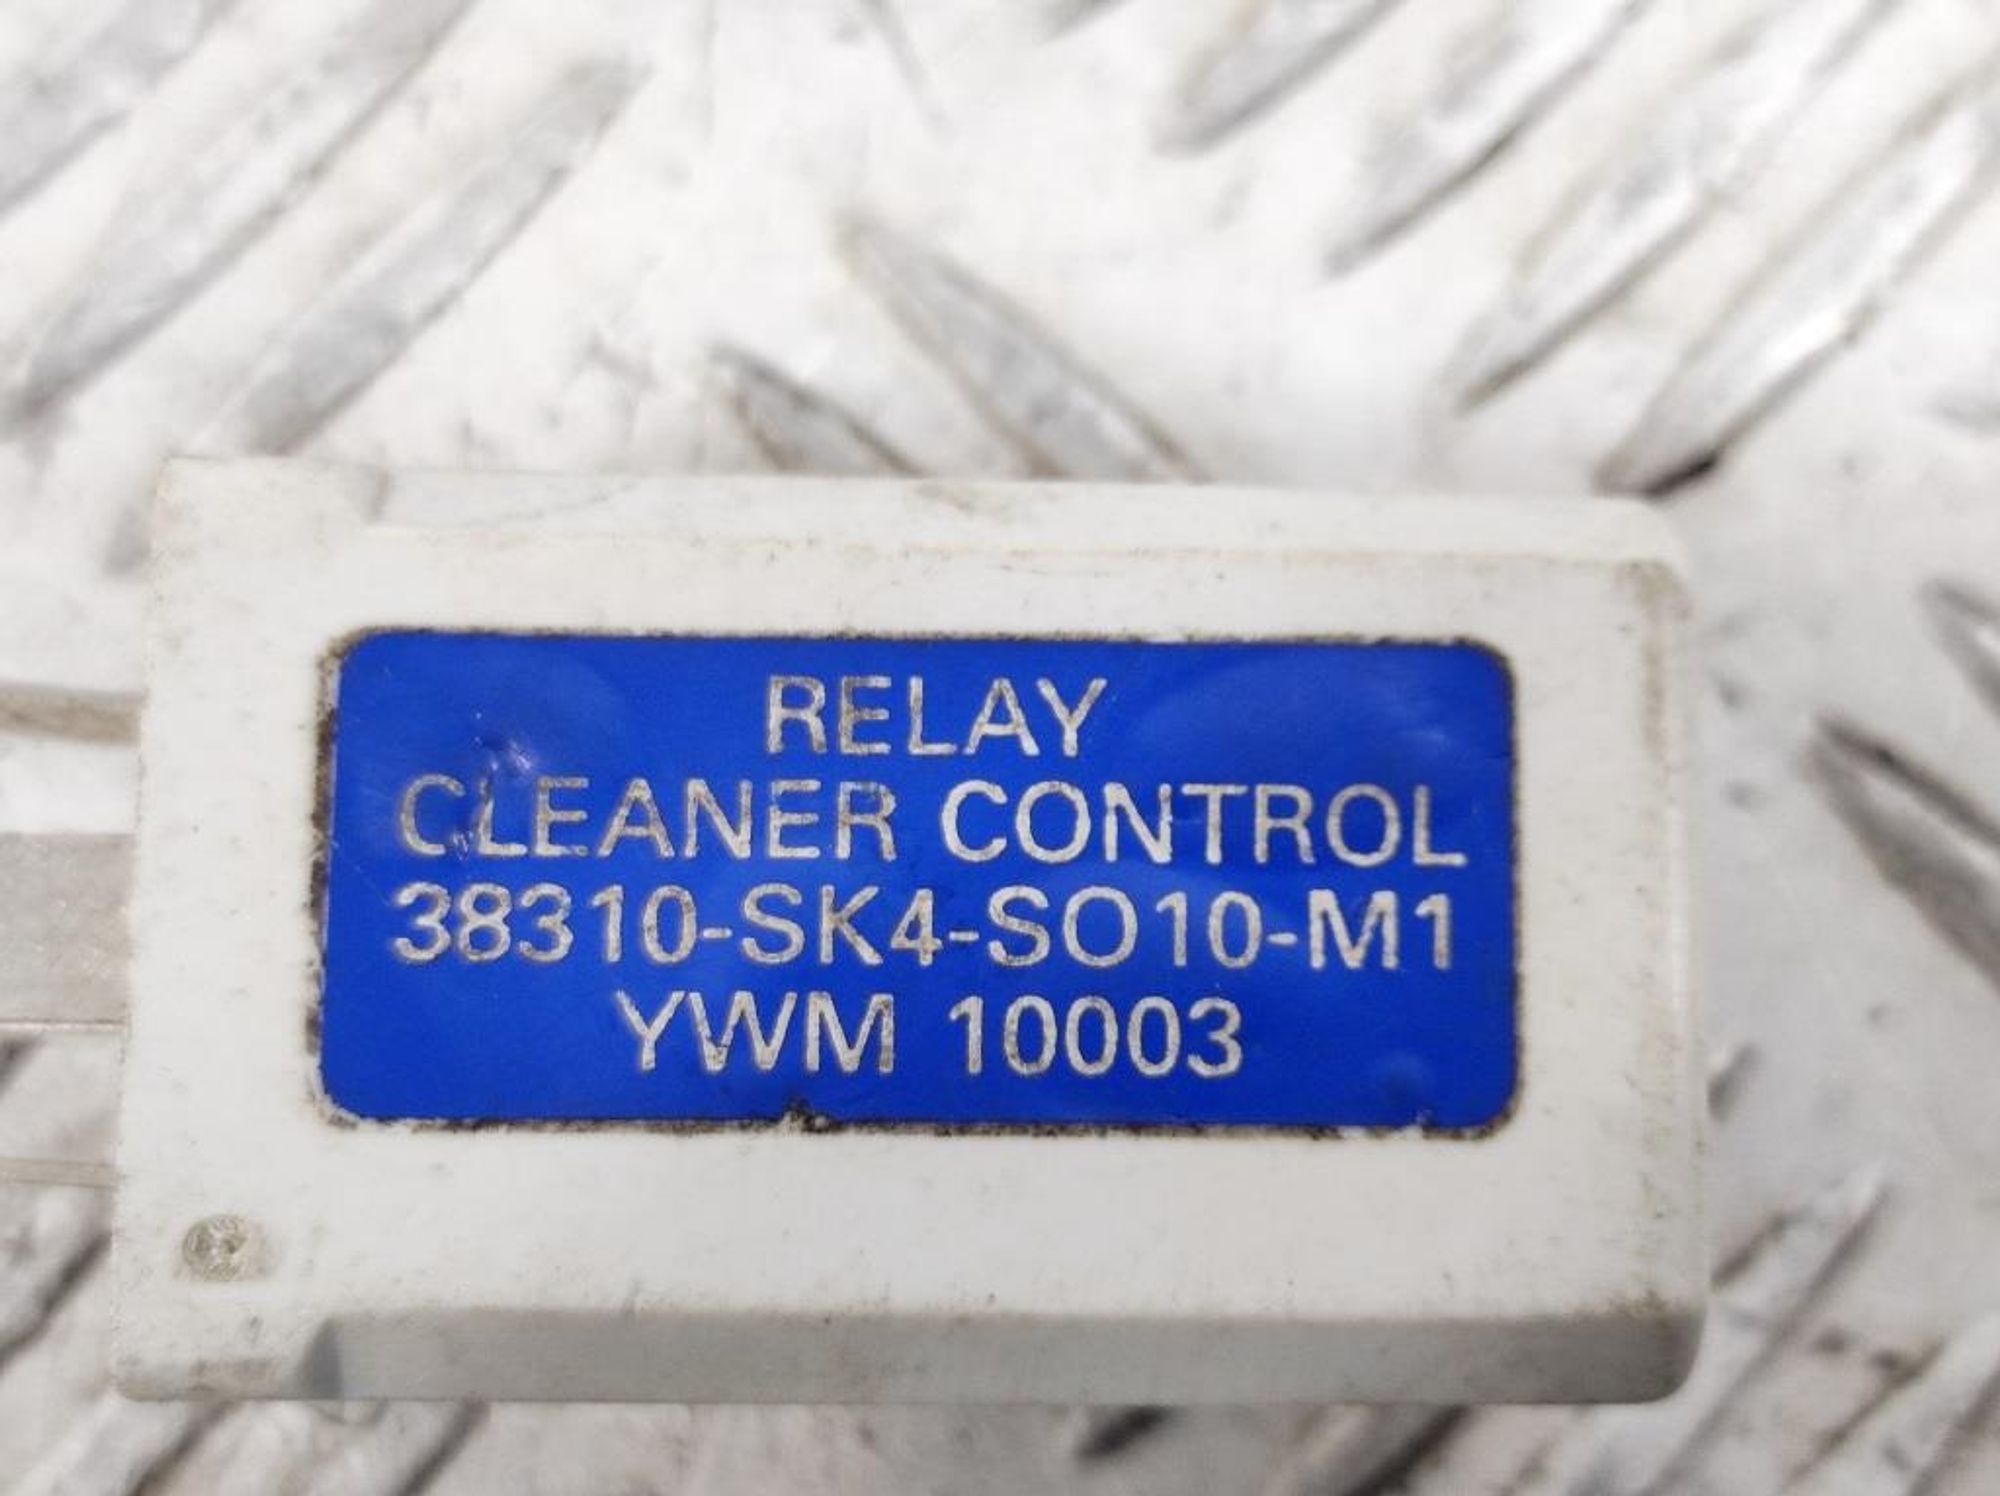 RELAY
CLEANER CONTROL
38310-SK4-SO10-M1
YWM 10003